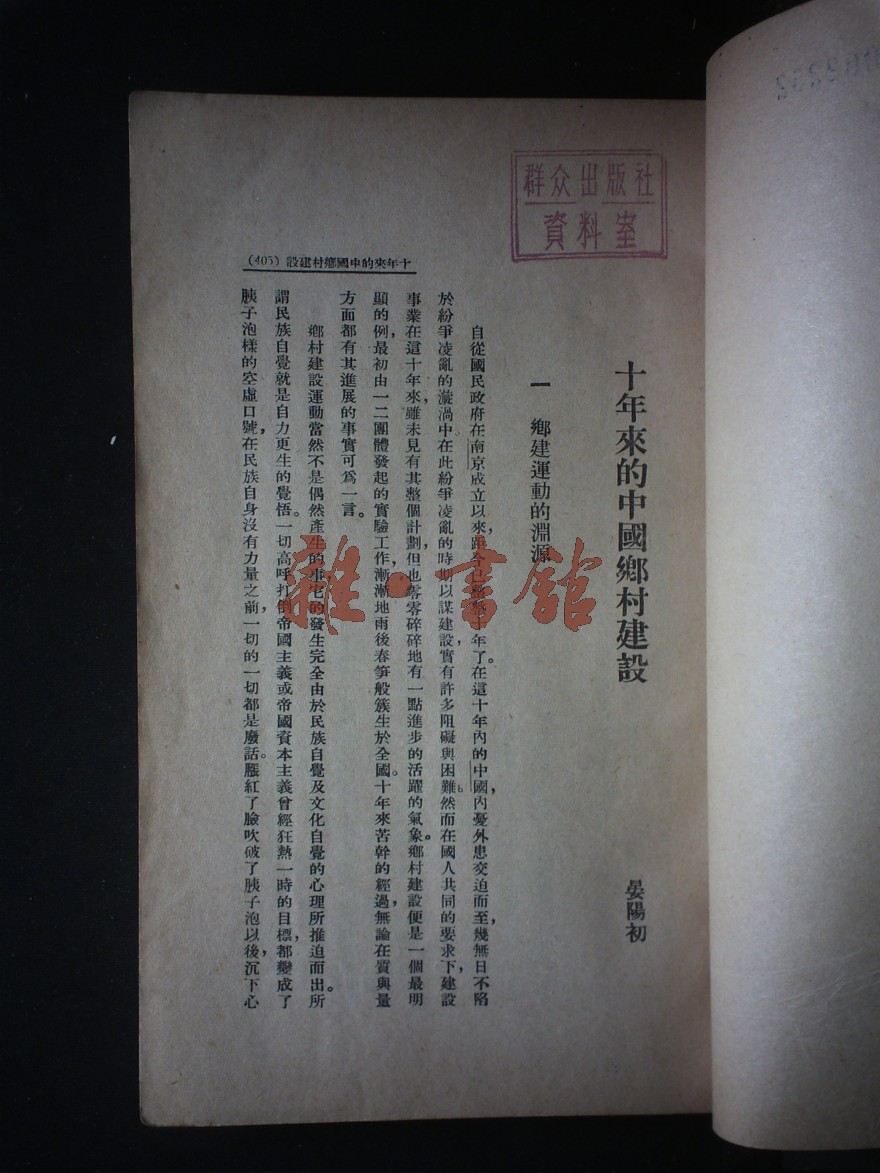 群众出版社
資料室
十年來的中國鄉村建設
晏陽初
一 鄉建運動的淵源
自從國民政府在南京成立以來，距今已整整十年了。在這十年內的中國，內憂外患交迫而至，幾無日不陷
於紛爭凌亂的漩渦中。在此紛爭凌亂的時期以謀建設，實有許多阻礙與困難。然而在國人共同的要求下，建設
事業在這十年來，雖未見有其整個計劃，但也零零碎碎地有一點進步的活躍的氣象。鄉村建設便是一個最明
顯的例，最初由一二團體發起的實驗工作，漸漸地雨後春筍般簇生於全國。十年來苦幹的經過，無論在質與量
方面都有其進展的事實可爲一言。
鄉村建設運動當然不是偶然產生的事，它的發生完全由於民族自覺及文化自覺的心理所推迫而出。所
謂民族自覺就是自力更生的覺悟。一切高呼打倒帝國主義或帝國資本主義曾經狂熱一時的目標，都變成了
胰子泡樣的空虛口號，在民族自身沒有力量之前，一切的一切都是廢話。脹紅了臉吹破了胰子泡以後，沉下心
十年來的中國鄉村建設（405）
雜·書館